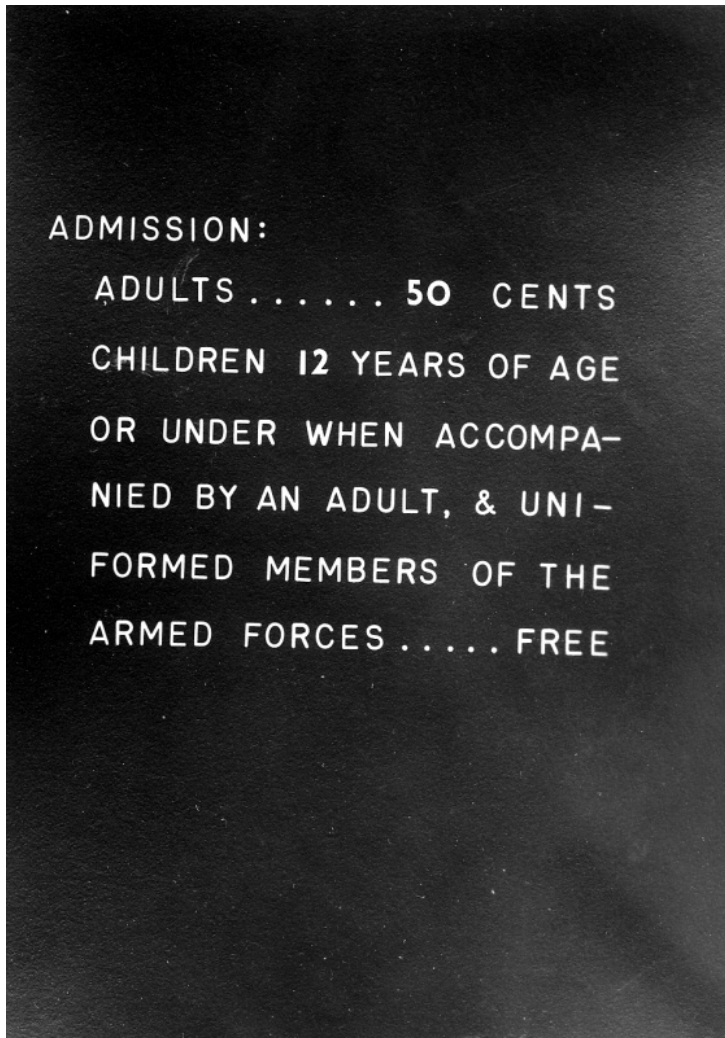 ADMISSION:
ADULTS ...... 50 CENTS
CHILDREN 12 YEARS OF AGE
OR UNDER WHEN ACCOMPA-
NIED BY AN ADULT, & UNI-
FORMED MEMBERS OF THE
ARMED FORCES ..... FREE